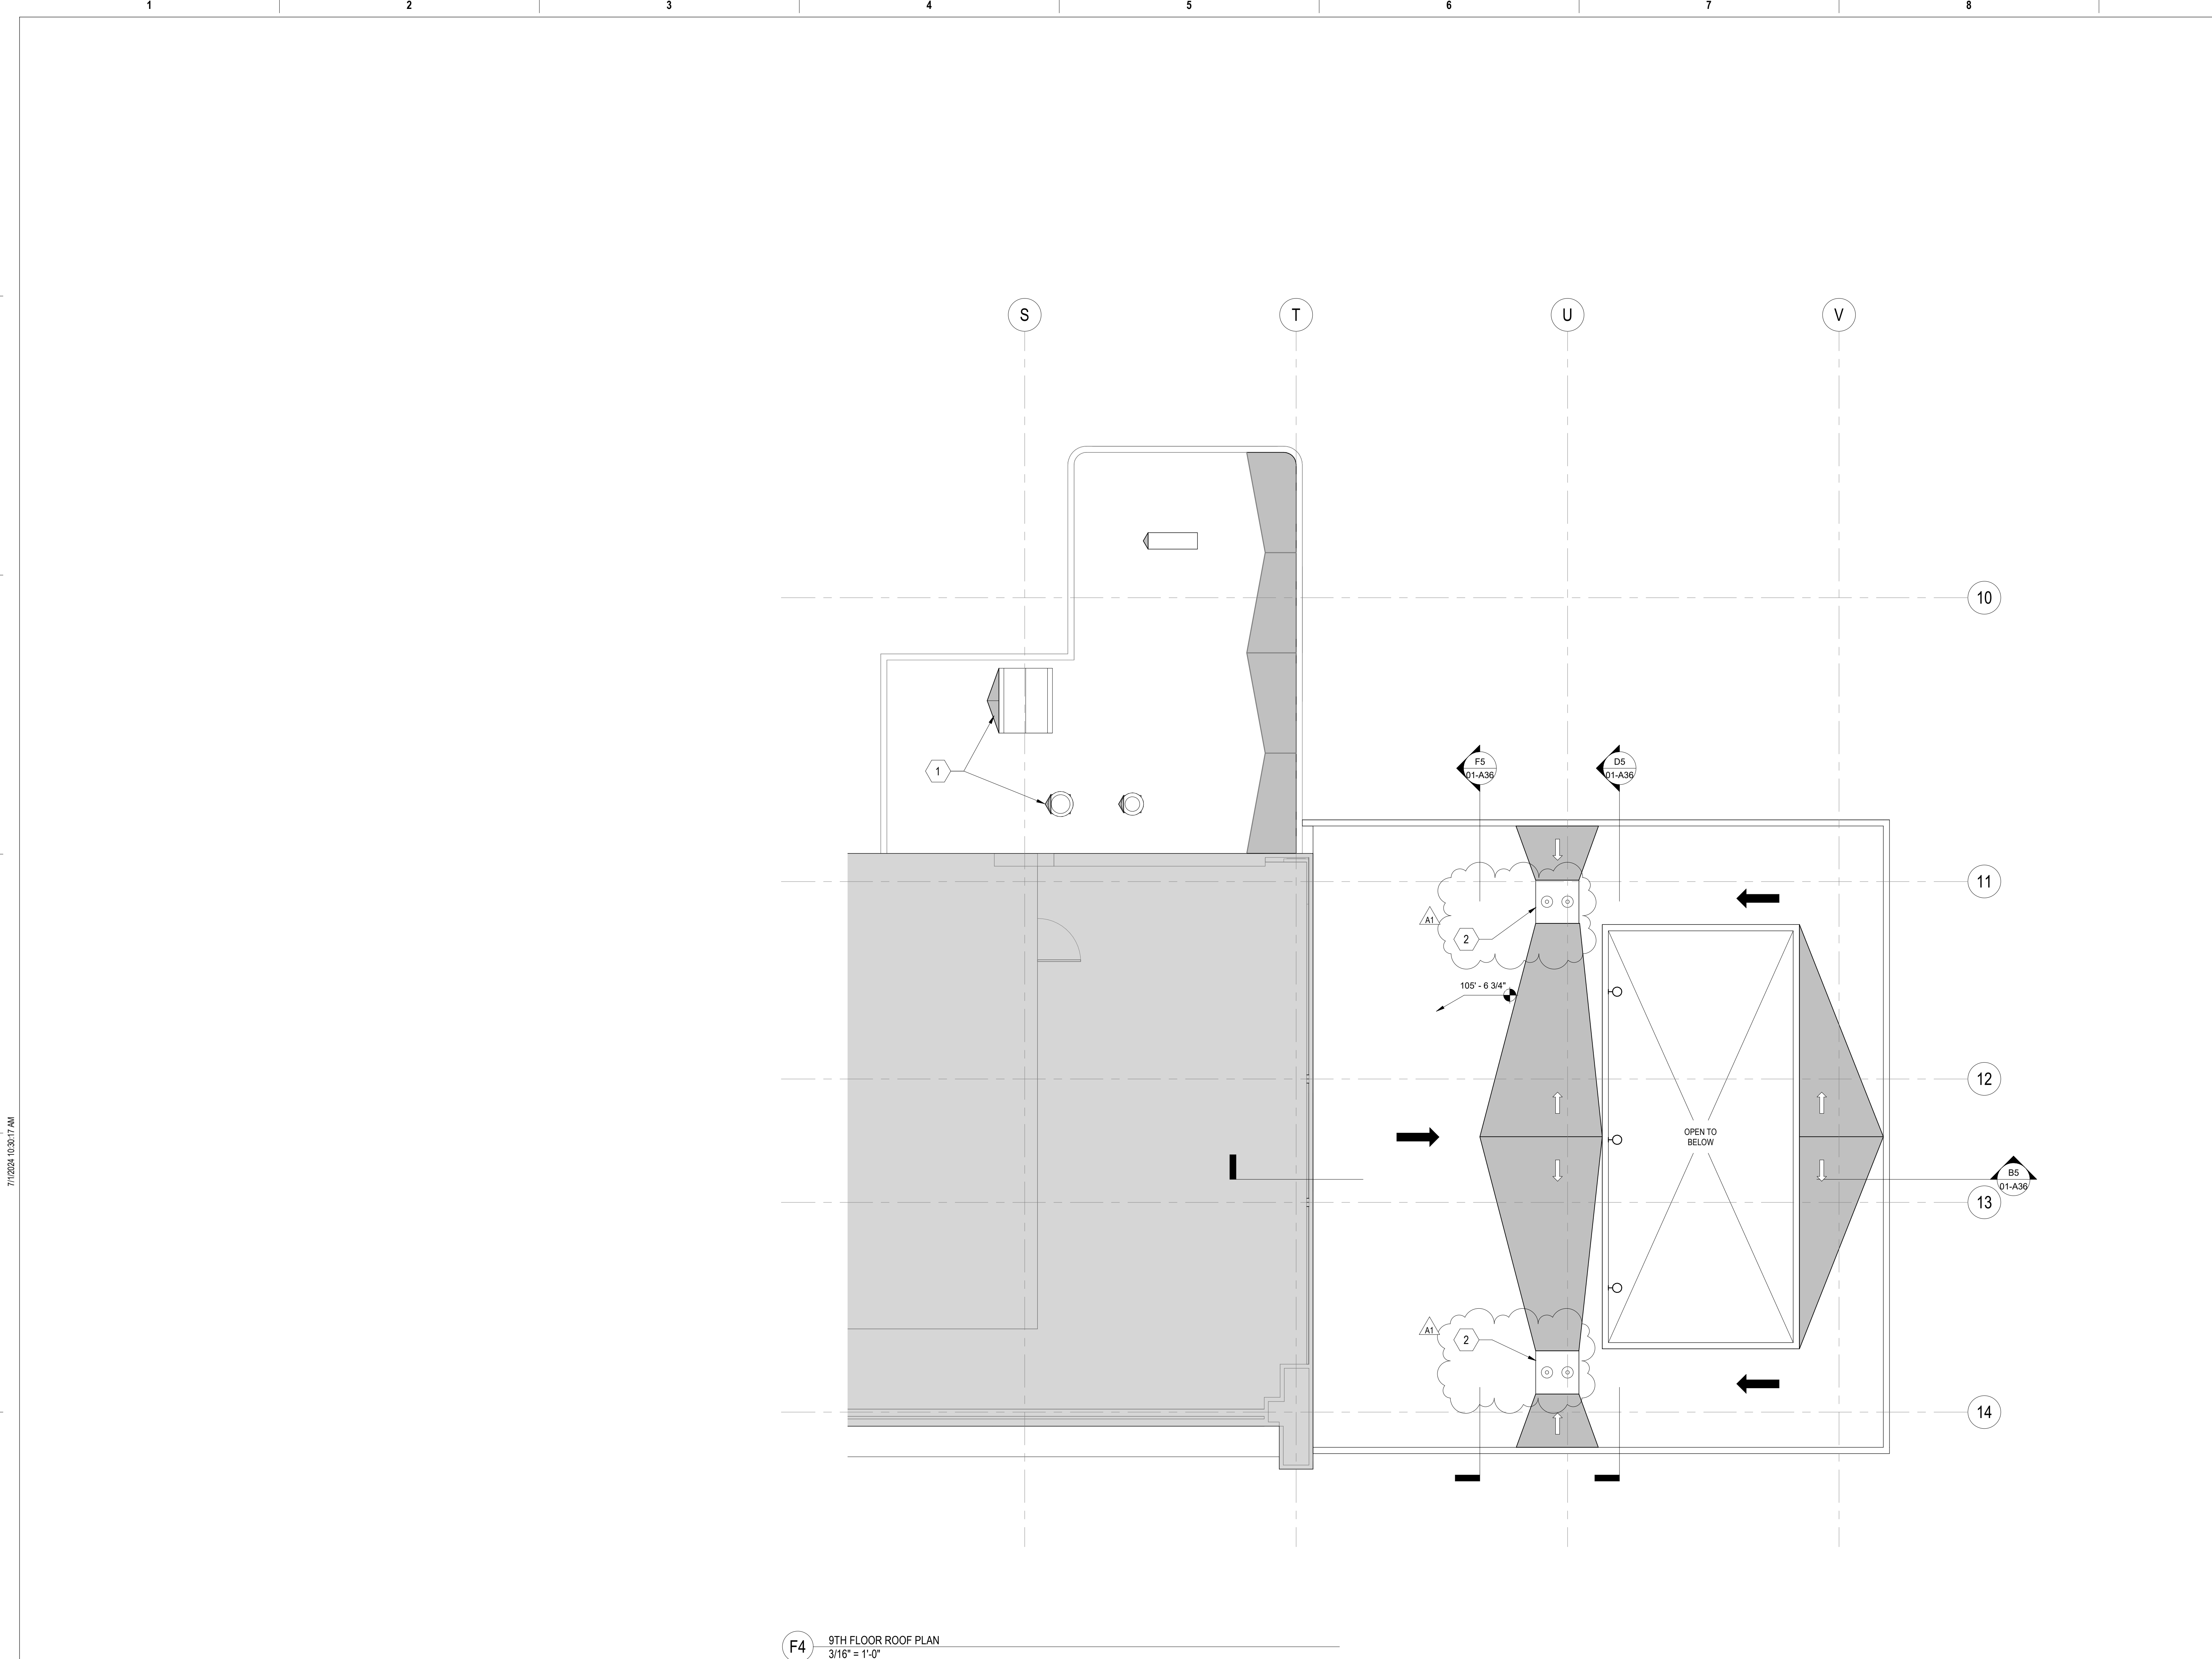 1 2 3 4 5 6 7 8
S T U V
10
F5
01-A36
D5
01-A36
1
11
A1
2
105' - 6 3/4"
12
OPEN TO
BELOW
B5
01-A36
13
A1
2
14
7/1/2024 10:30:17 AM
F4
9TH FLOOR ROOF PLAN
3/16" = 1'-0"